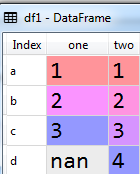 df1 - DataFrame
Index one two
a 1 1
b 2 2
c 3 3
d nan 4